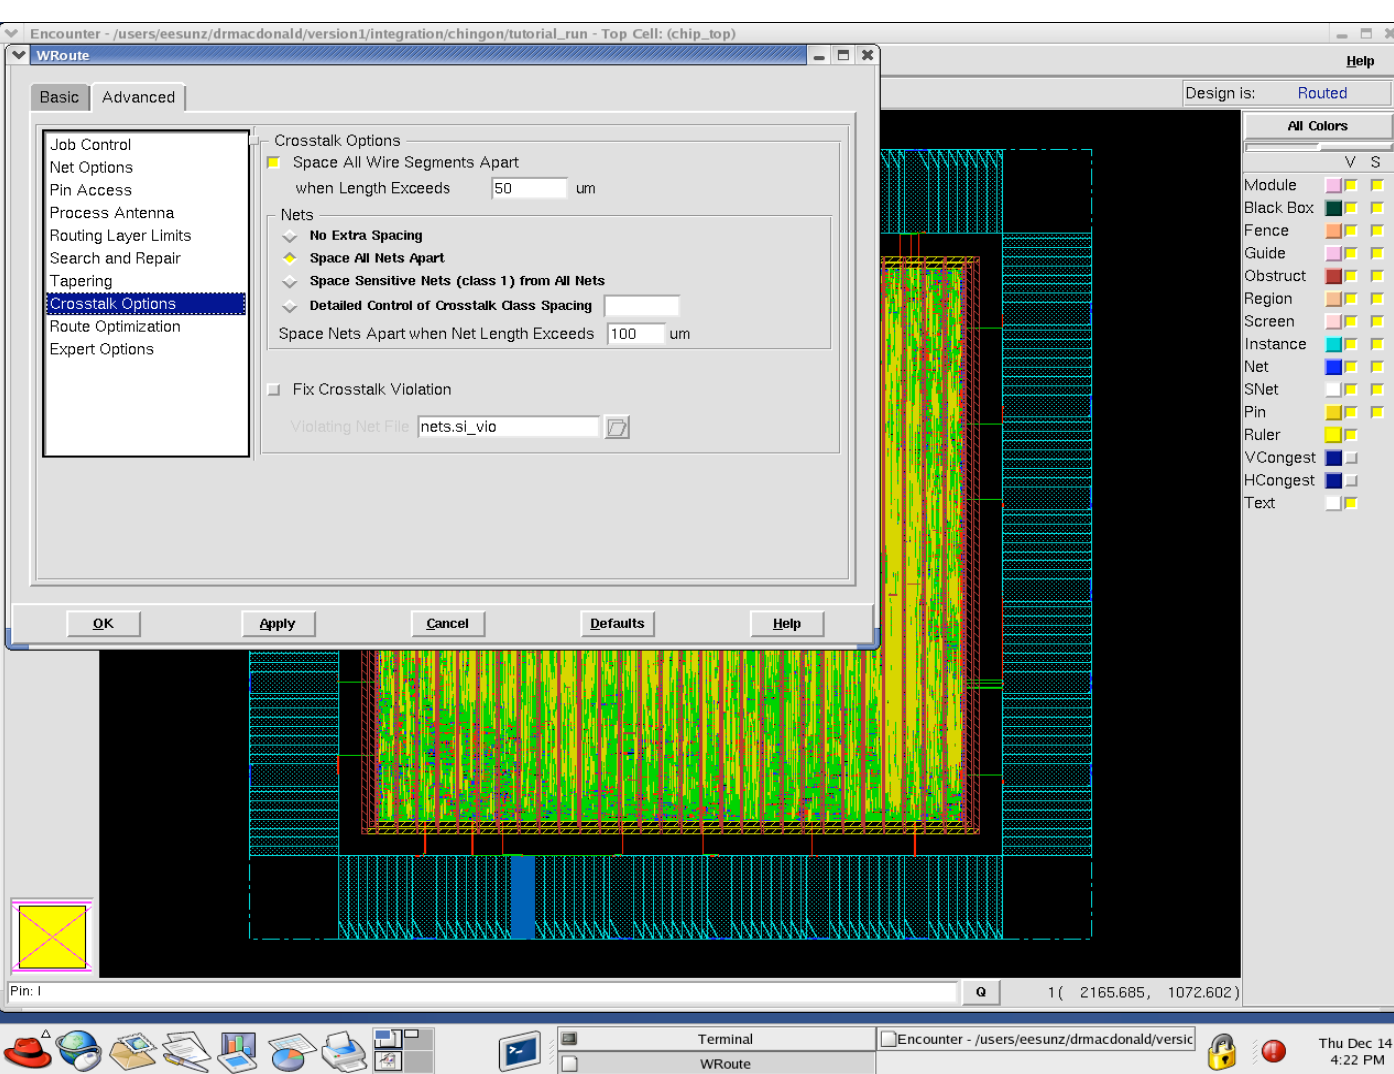 Encounter - /users/eesunz/drmacdonald/version1/integration/chingon/tutorial_run - Top Cell: (chip_top)
WRoute
Help
Basic Advanced
Design is: Routed
Job Control
Net Options
Pin Access
Process Antenna
Routing Layer Limits
Search and Repair
Tapering
Crosstalk Options
Route Optimization
Expert Options
Crosstalk Options
Space All Wire Segments Apart
when Length Exceeds 50 um
Nets
No Extra Spacing
Space All Nets Apart
Space Sensitive Nets (class 1) from All Nets
Detailed Control of Crosstalk Class Spacing
Space Nets Apart when Net Length Exceeds 100 um
Fix Crosstalk Violation
Violating Net File nets.si_vio
OK Apply Cancel Defaults Help
All Colors
V S
Module
Black Box
Fence
Guide
Obstruct
Region
Screen
Instance
Net
SNet
Pin
Ruler
VCongest
HCongest
Text
Pin: I
Q
1( 2165.685, 1072.602)
Terminal
WRoute
Encounter - /users/eesunz/drmacdonald/versic
Thu Dec 14
4:22 PM